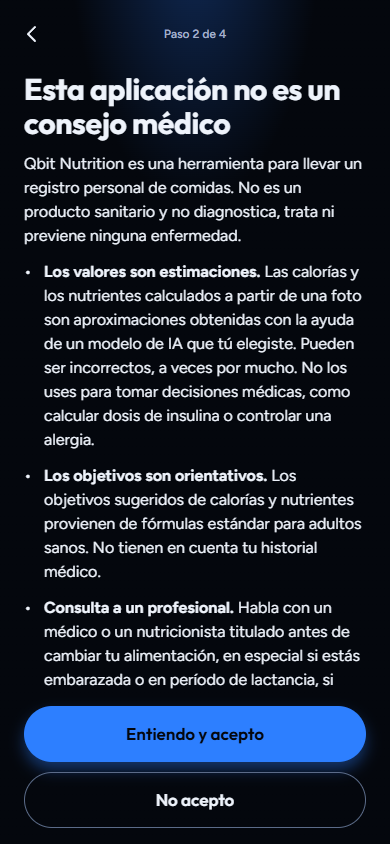 Paso 2 de 4
Esta aplicación no es un
consejo médico
Qbit Nutrition es una herramienta para llevar un
registro personal de comidas. No es un
producto sanitario y no diagnostica, trata ni
previene ninguna enfermedad.
• Los valores son estimaciones. Las calorías y
los nutrientes calculados a partir de una foto
son aproximaciones obtenidas con la ayuda
de un modelo de IA que tú elegiste. Pueden
ser incorrectos, a veces por mucho. No los
uses para tomar decisiones médicas, como
calcular dosis de insulina o controlar una
alergia.
• Los objetivos son orientativos. Los
objetivos sugeridos de calorías y nutrientes
provienen de fórmulas estándar para adultos
sanos. No tienen en cuenta tu historial
médico.
• Consulta a un profesional. Habla con un
médico o un nutricionista titulado antes de
cambiar tu alimentación, en especial si estás
embarazada o en período de lactancia, si
Entiendo y acepto
No acepto